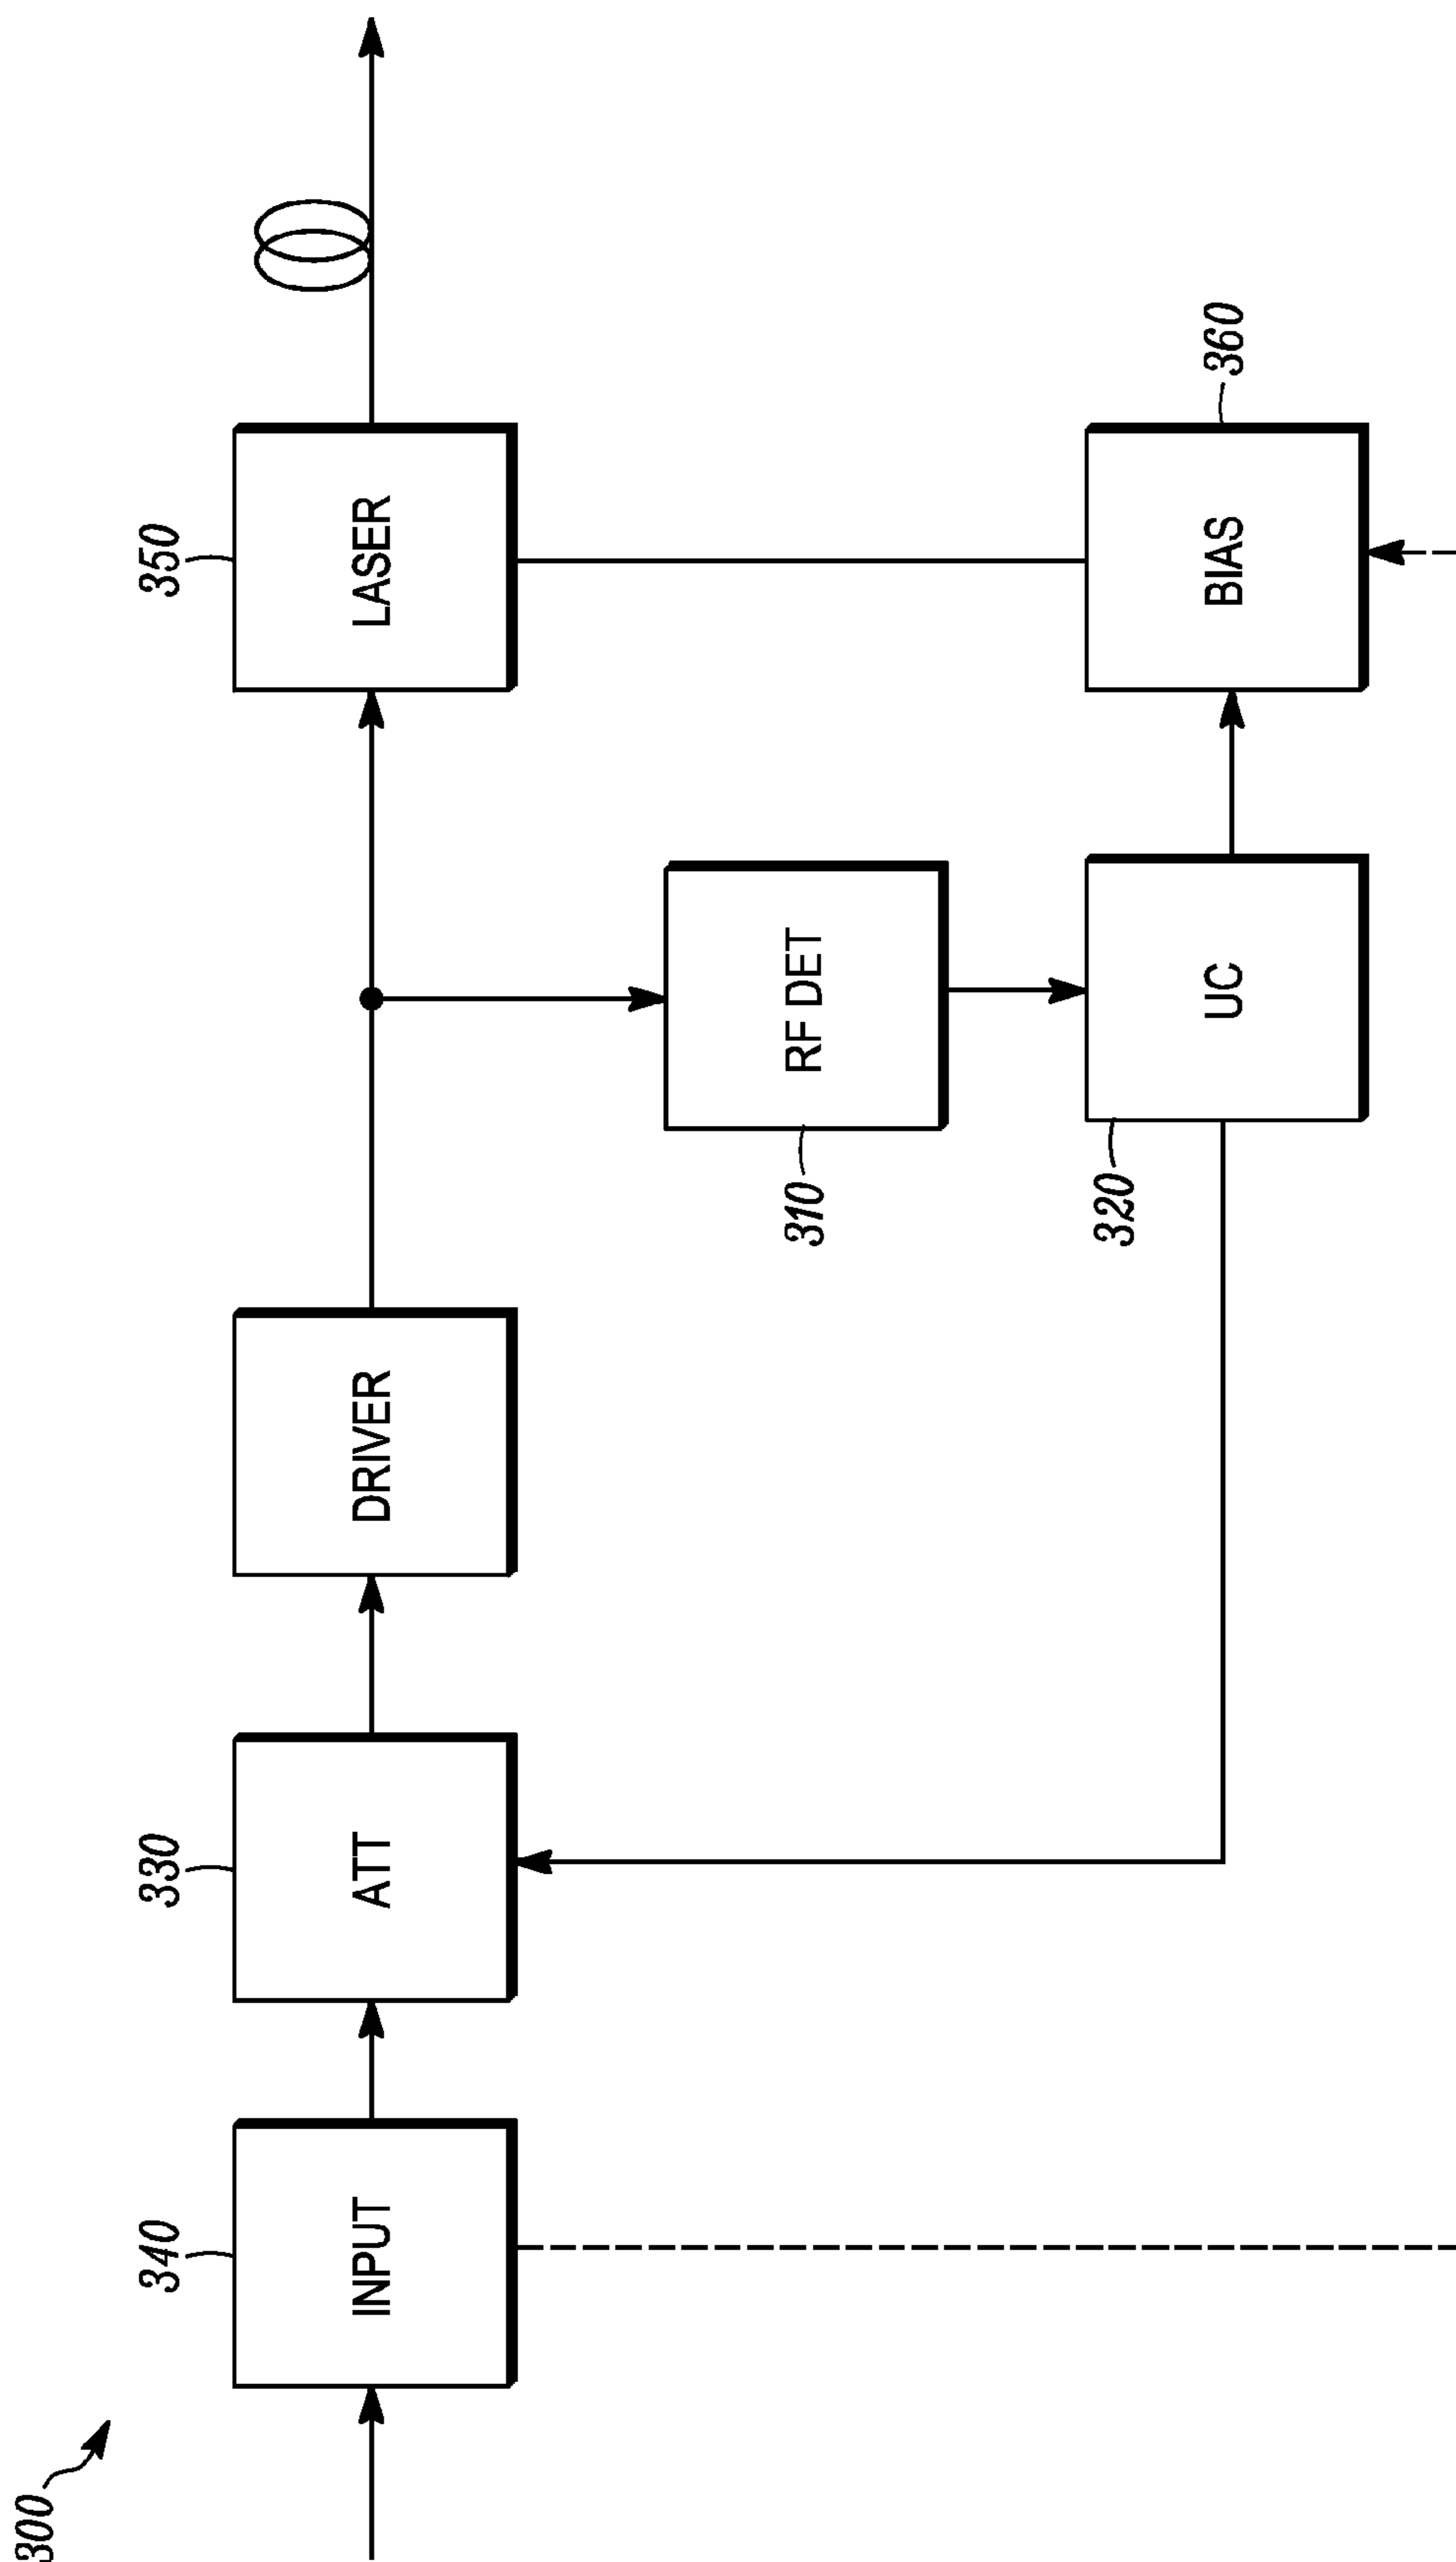 300
340
INPUT
330
ATT
DRIVER
350
LASER
310
RF DET
320
UC
360
BIAS